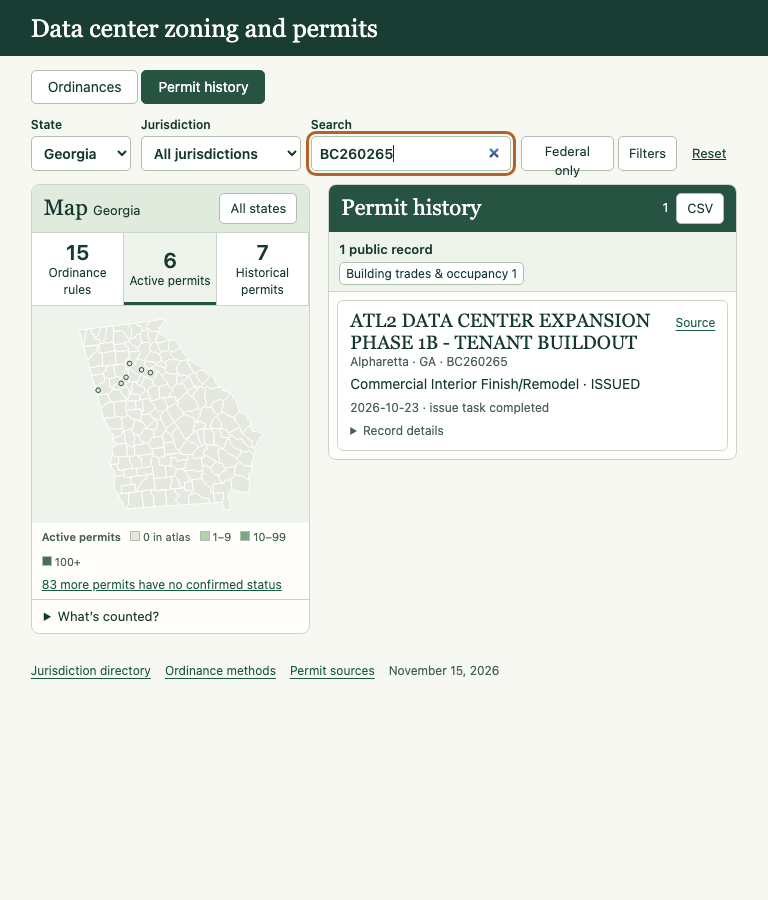 Data center zoning and permits
Ordinances
Permit history
State
Jurisdiction
Search
Georgia
All jurisdictions
BC260265
Federal only
Filters
Reset
Map Georgia
All states
15
Ordinance rules
6
Active permits
7
Historical permits
Active permits
0 in atlas
1–9
10–99
100+
83 more permits have no confirmed status
What's counted?
Permit history
1
CSV
1 public record
Building trades & occupancy 1
ATL2 DATA CENTER EXPANSION
PHASE 1B - TENANT BUILDOUT
Source
Alpharetta · GA · BC260265
Commercial Interior Finish/Remodel · ISSUED
2026-10-23 · issue task completed
Record details
Jurisdiction directory
Ordinance methods
Permit sources
November 15, 2026